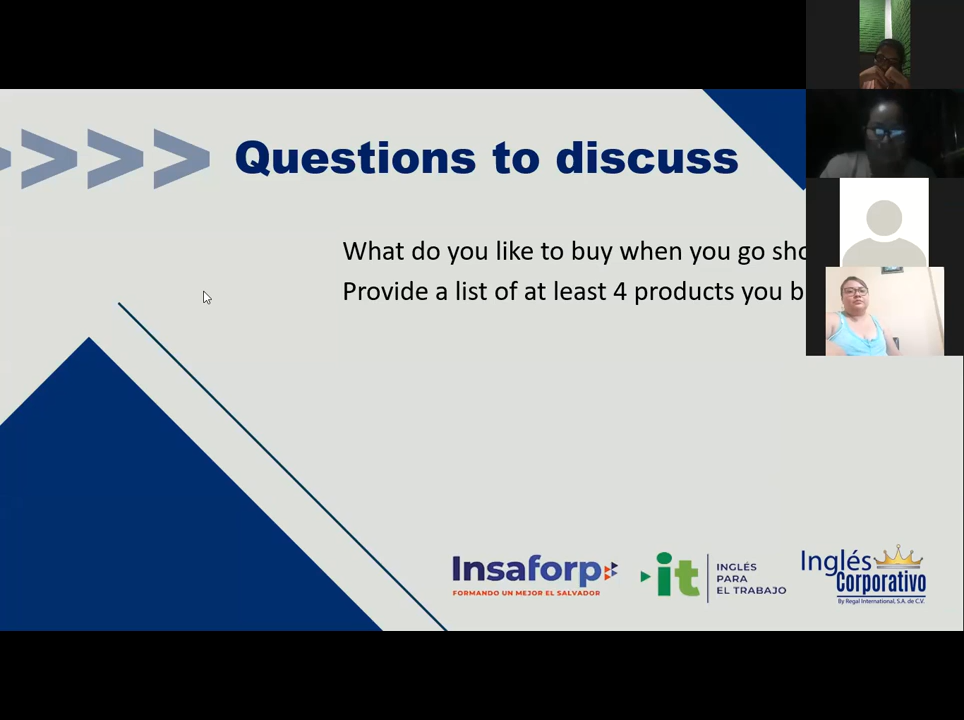 Questions to discuss
What do you like to buy when you go
Provide a list of at least 4 products you
Insaforp
FORMANDO UN MEJOR EL SALVADOR
it
INGLÉS
PARA
EL TRABAJO
Inglés
Corporativo
By Regal International, S.A. de C.V.